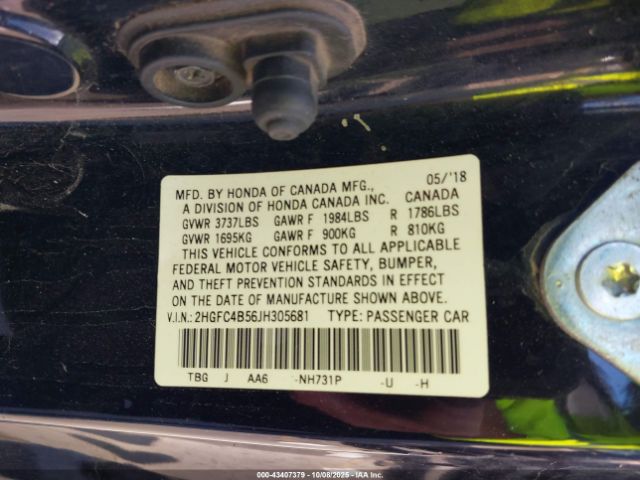 MFD. BY HONDA OF CANADA MFG., 05/'18
A DIVISION OF HONDA CANADA INC. CANADA
GVWR 3737LBS GAWR F 1984LBS R 1786LBS
GVWR 1695KG GAWR F 900KG R 810KG
THIS VEHICLE CONFORMS TO ALL APPLICABLE
FEDERAL MOTOR VEHICLE SAFETY, BUMPER,
AND THEFT PREVENTION STANDARDS IN EFFECT
ON THE DATE OF MANUFACTURE SHOWN ABOVE.
V.I.N.: 2HGFC4B56JH305681 TYPE: PASSENGER CAR
TBG J AA6 -NH731P -U -H
000-43407379 | 10/08/2025 | IAA, Inc.